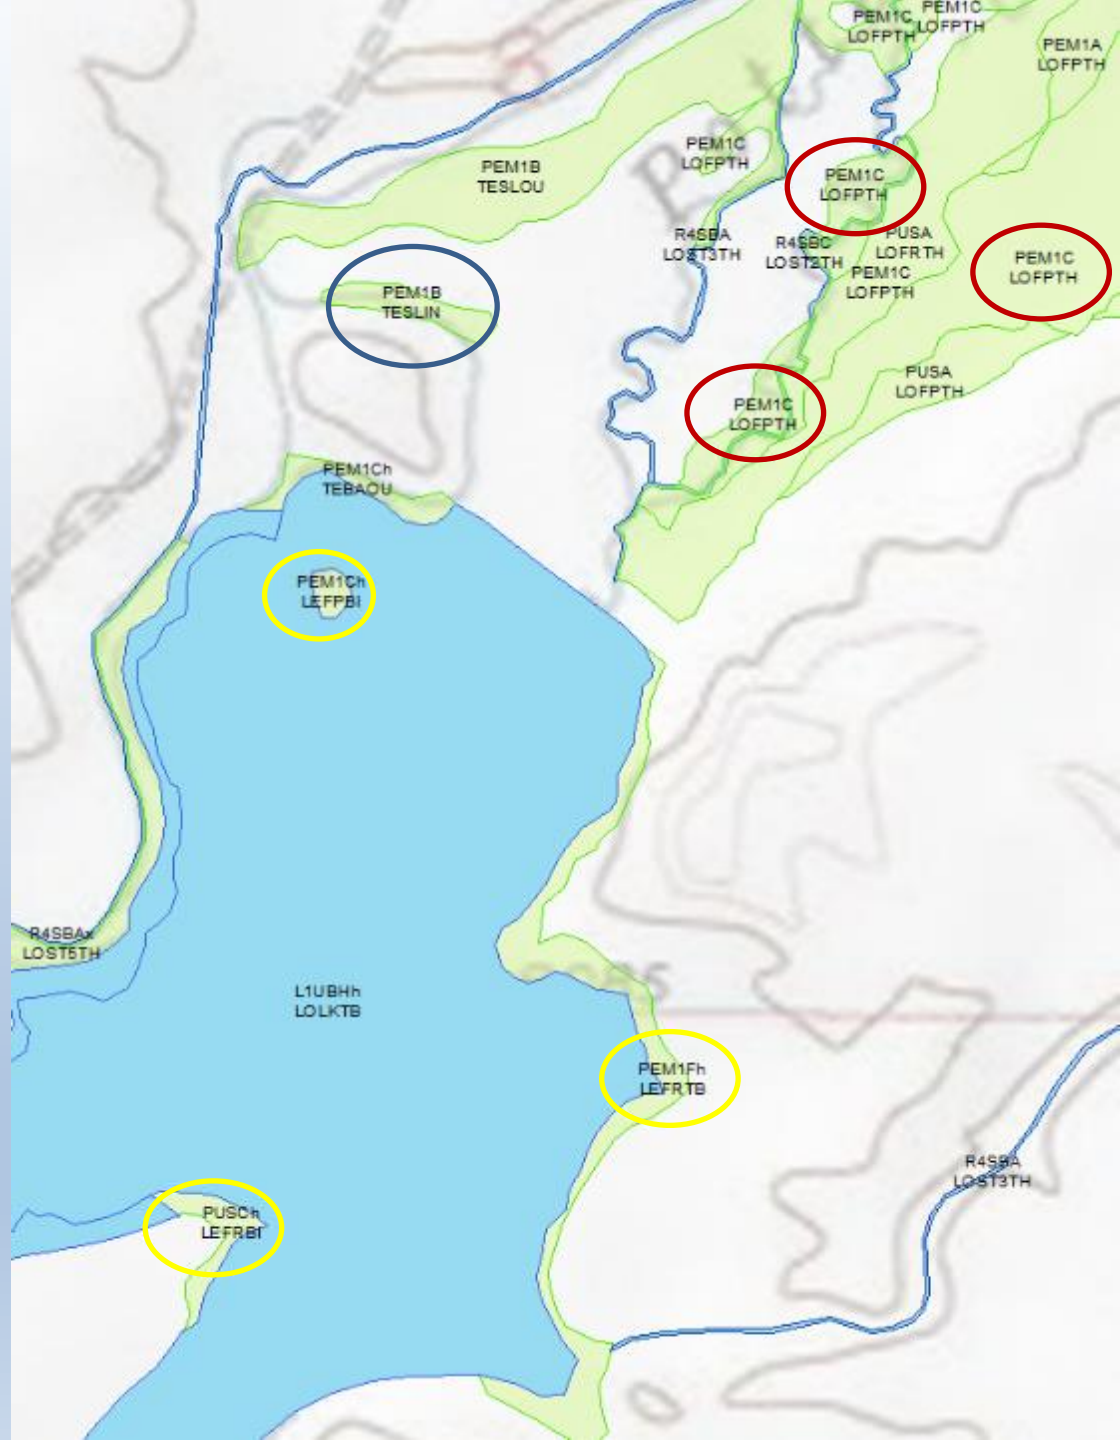 PEM1C
LOFPTH
PEM1C
LOFPTH
PEM1A
LOFPTH
PEM1C
LOFPTH
PEM1B
TESLOU
PEM1C
LOFPTH
R4SBA
LOST3TH
R4SBC
LOST2TH
PUSA
LOFRTH
PEM1C
LOFPTH
PEM1C
LOFPTH
PEM1B
TESLIN
PUSA
LOFPTH
PEM1C
LOFPTH
PEM1Ch
TEBAOU
PEM1Ch
LEFPBI
R4SBAx
LOST5TH
L1UBHh
LOLKTB
PEM1Fh
LEFRTB
R4SBA
LOST3TH
PUSCh
LEFRBI